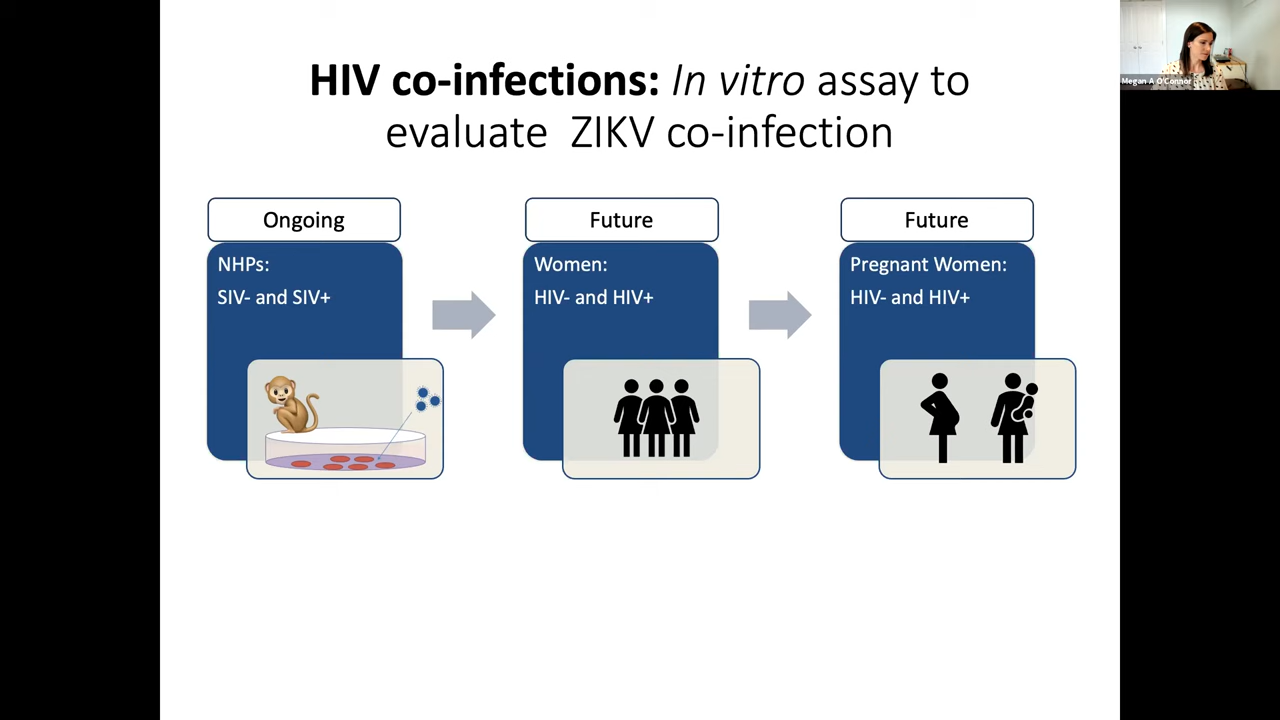 HIV co-infections: In vitro assay to
evaluate ZIKV co-infection
Ongoing
NHPs:
SIV- and SIV+
Future
Women:
HIV- and HIV+
Future
Pregnant Women:
HIV- and HIV+
Megan A O'Connor